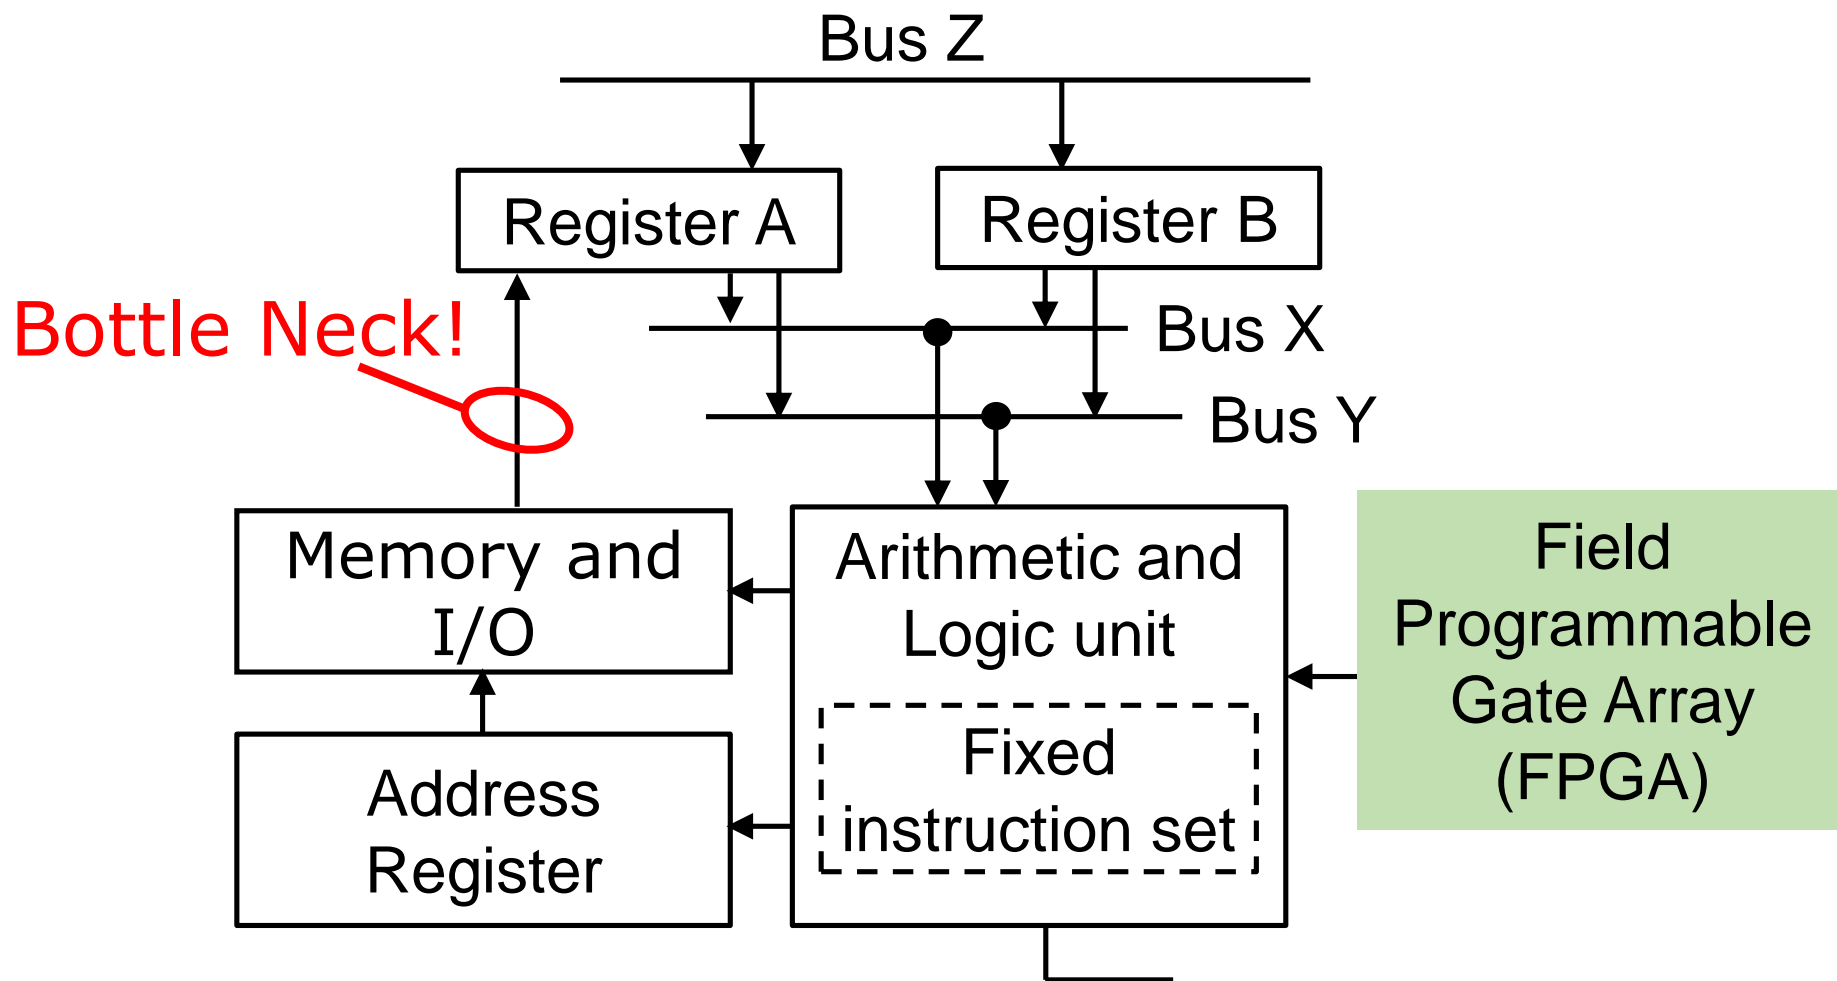 Bus Z
Register A
Register B
Bottle Neck!
Bus X
Bus Y
Memory and
I/O
Arithmetic and
Logic unit
Fixed
instruction set
Field
Programmable
Gate Array
(FPGA)
Address
Register